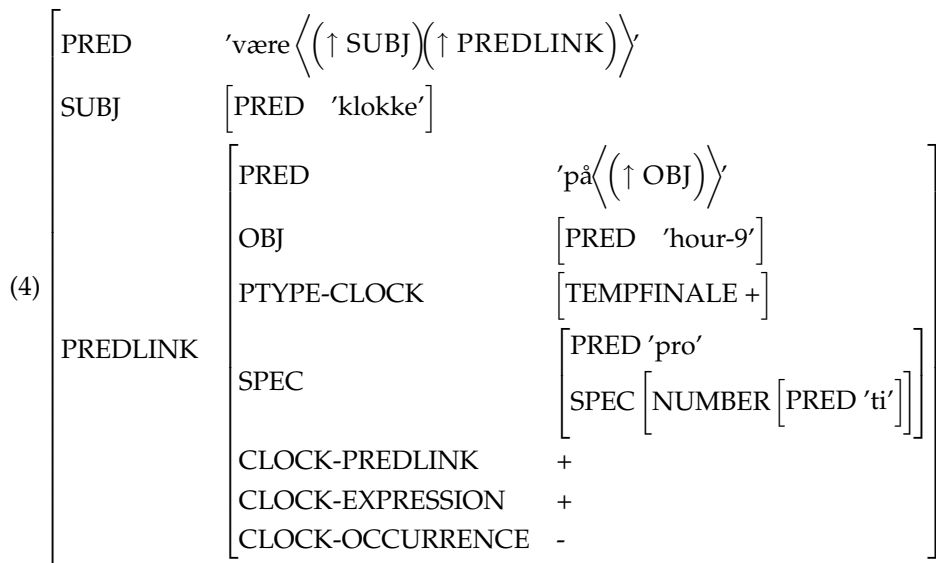 PRED ’være⟨(↑ SUBJ)(↑ PREDLINK)⟩’
SUBJ [PRED ’klokke’]
PRED ’på⟨(↑ OBJ)⟩’
OBJ [PRED ’hour-9’]
(4)
PTYPE-CLOCK [TEMPFINALE +]
PREDLINK
PRED ’pro’
SPEC
SPEC [NUMBER [PRED ’ti’]]
CLOCK-PREDLINK +
CLOCK-EXPRESSION +
CLOCK-OCCURRENCE -